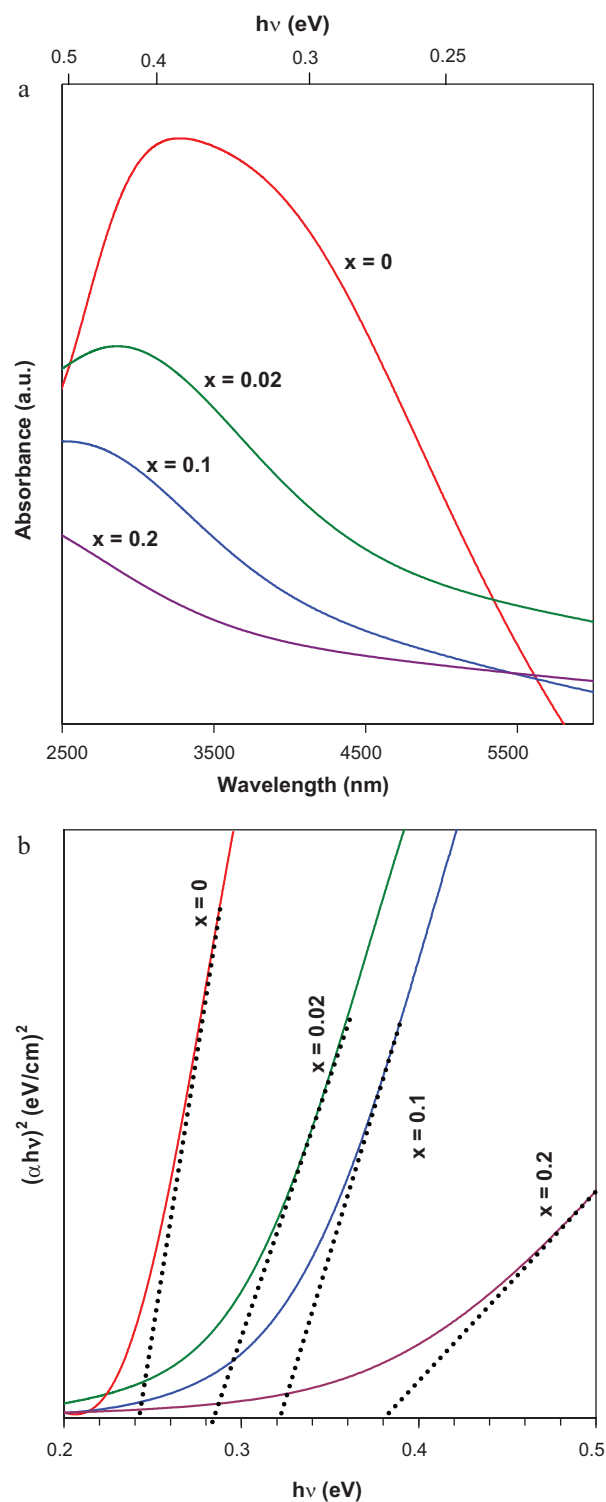 hν (eV)
0.5 0.4 0.3 0.25
a
x = 0
x = 0.02
x = 0.1
x = 0.2
Absorbance (a.u.)
2500 3500 4500 5500
Wavelength (nm)
b
x = 0
x = 0.02
x = 0.1
x = 0.2
(αhν)² (eV/cm)²
0.2 0.3 0.4 0.5
hν (eV)